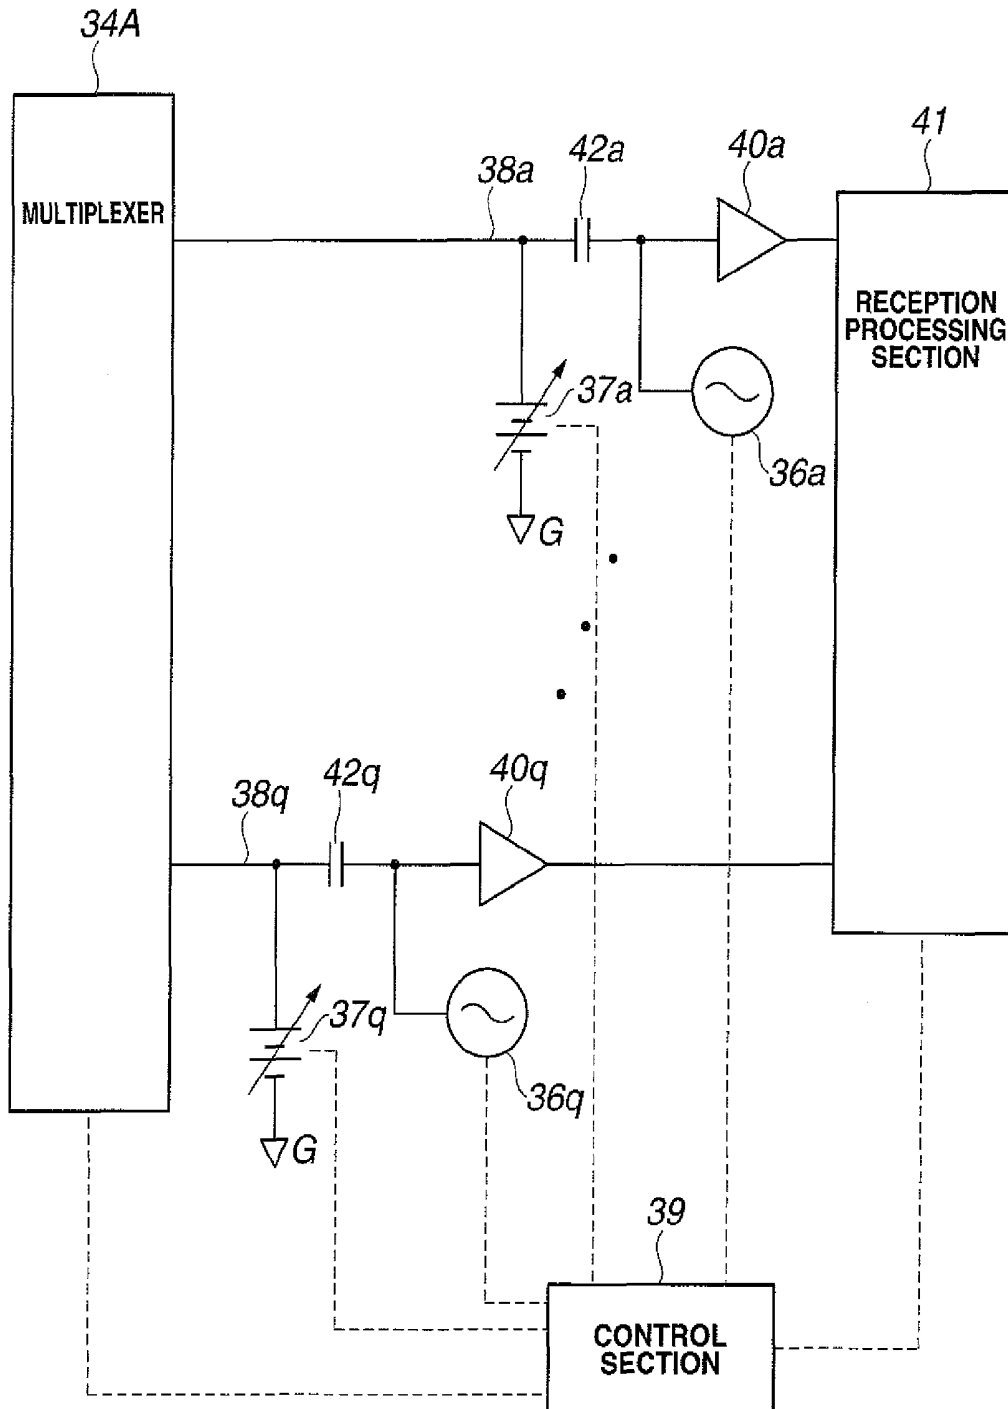 34A
41
40a
42a
38a
MULTIPLEXER
RECEPTION
PROCESSING
SECTION
37a
36a
G
40q
42q
38q
37q
36q
G
39
CONTROL
SECTION